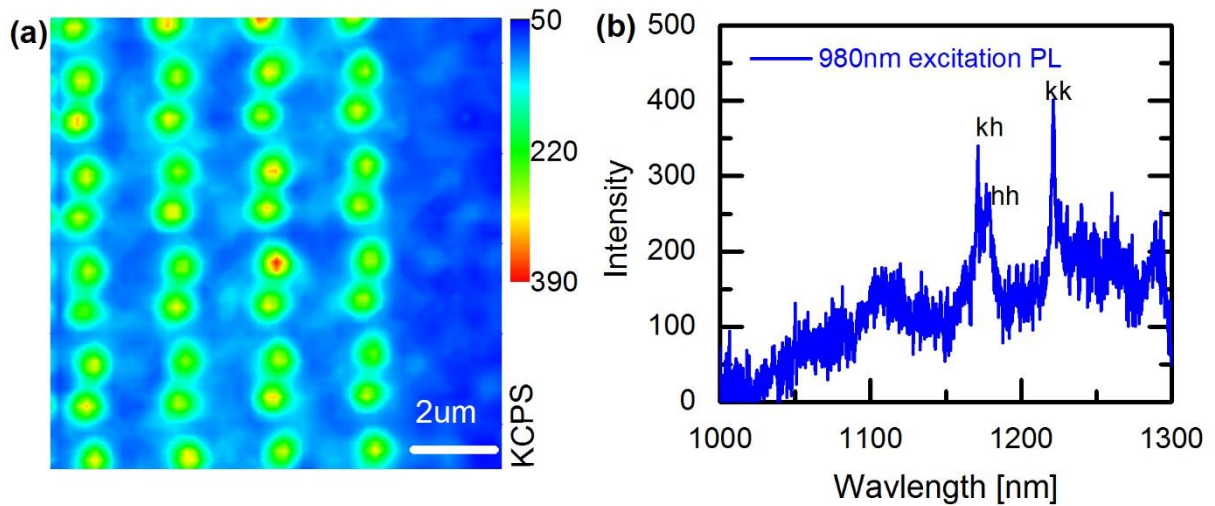 (a)
50
220
390
KCPS
2um
(b)
500
400
300
200
100
0
Intensity
980nm excitation PL
kh
hh
kk
1000
1100
1200
1300
Wavlength [nm]